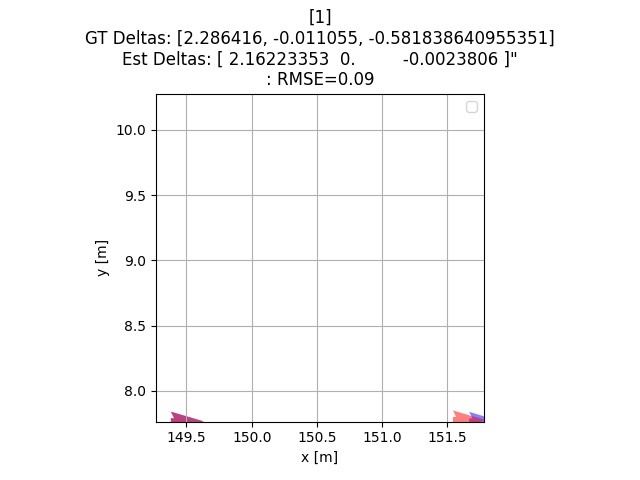 [1]
GT Deltas: [2.286416, -0.011055, -0.581838640955351]
Est Deltas: [ 2.16223353  0.          -0.0023806 ]"
: RMSE=0.09
10.0
9.5
9.0
8.5
8.0
y [m]
149.5 150.0 150.5 151.0 151.5
x [m]